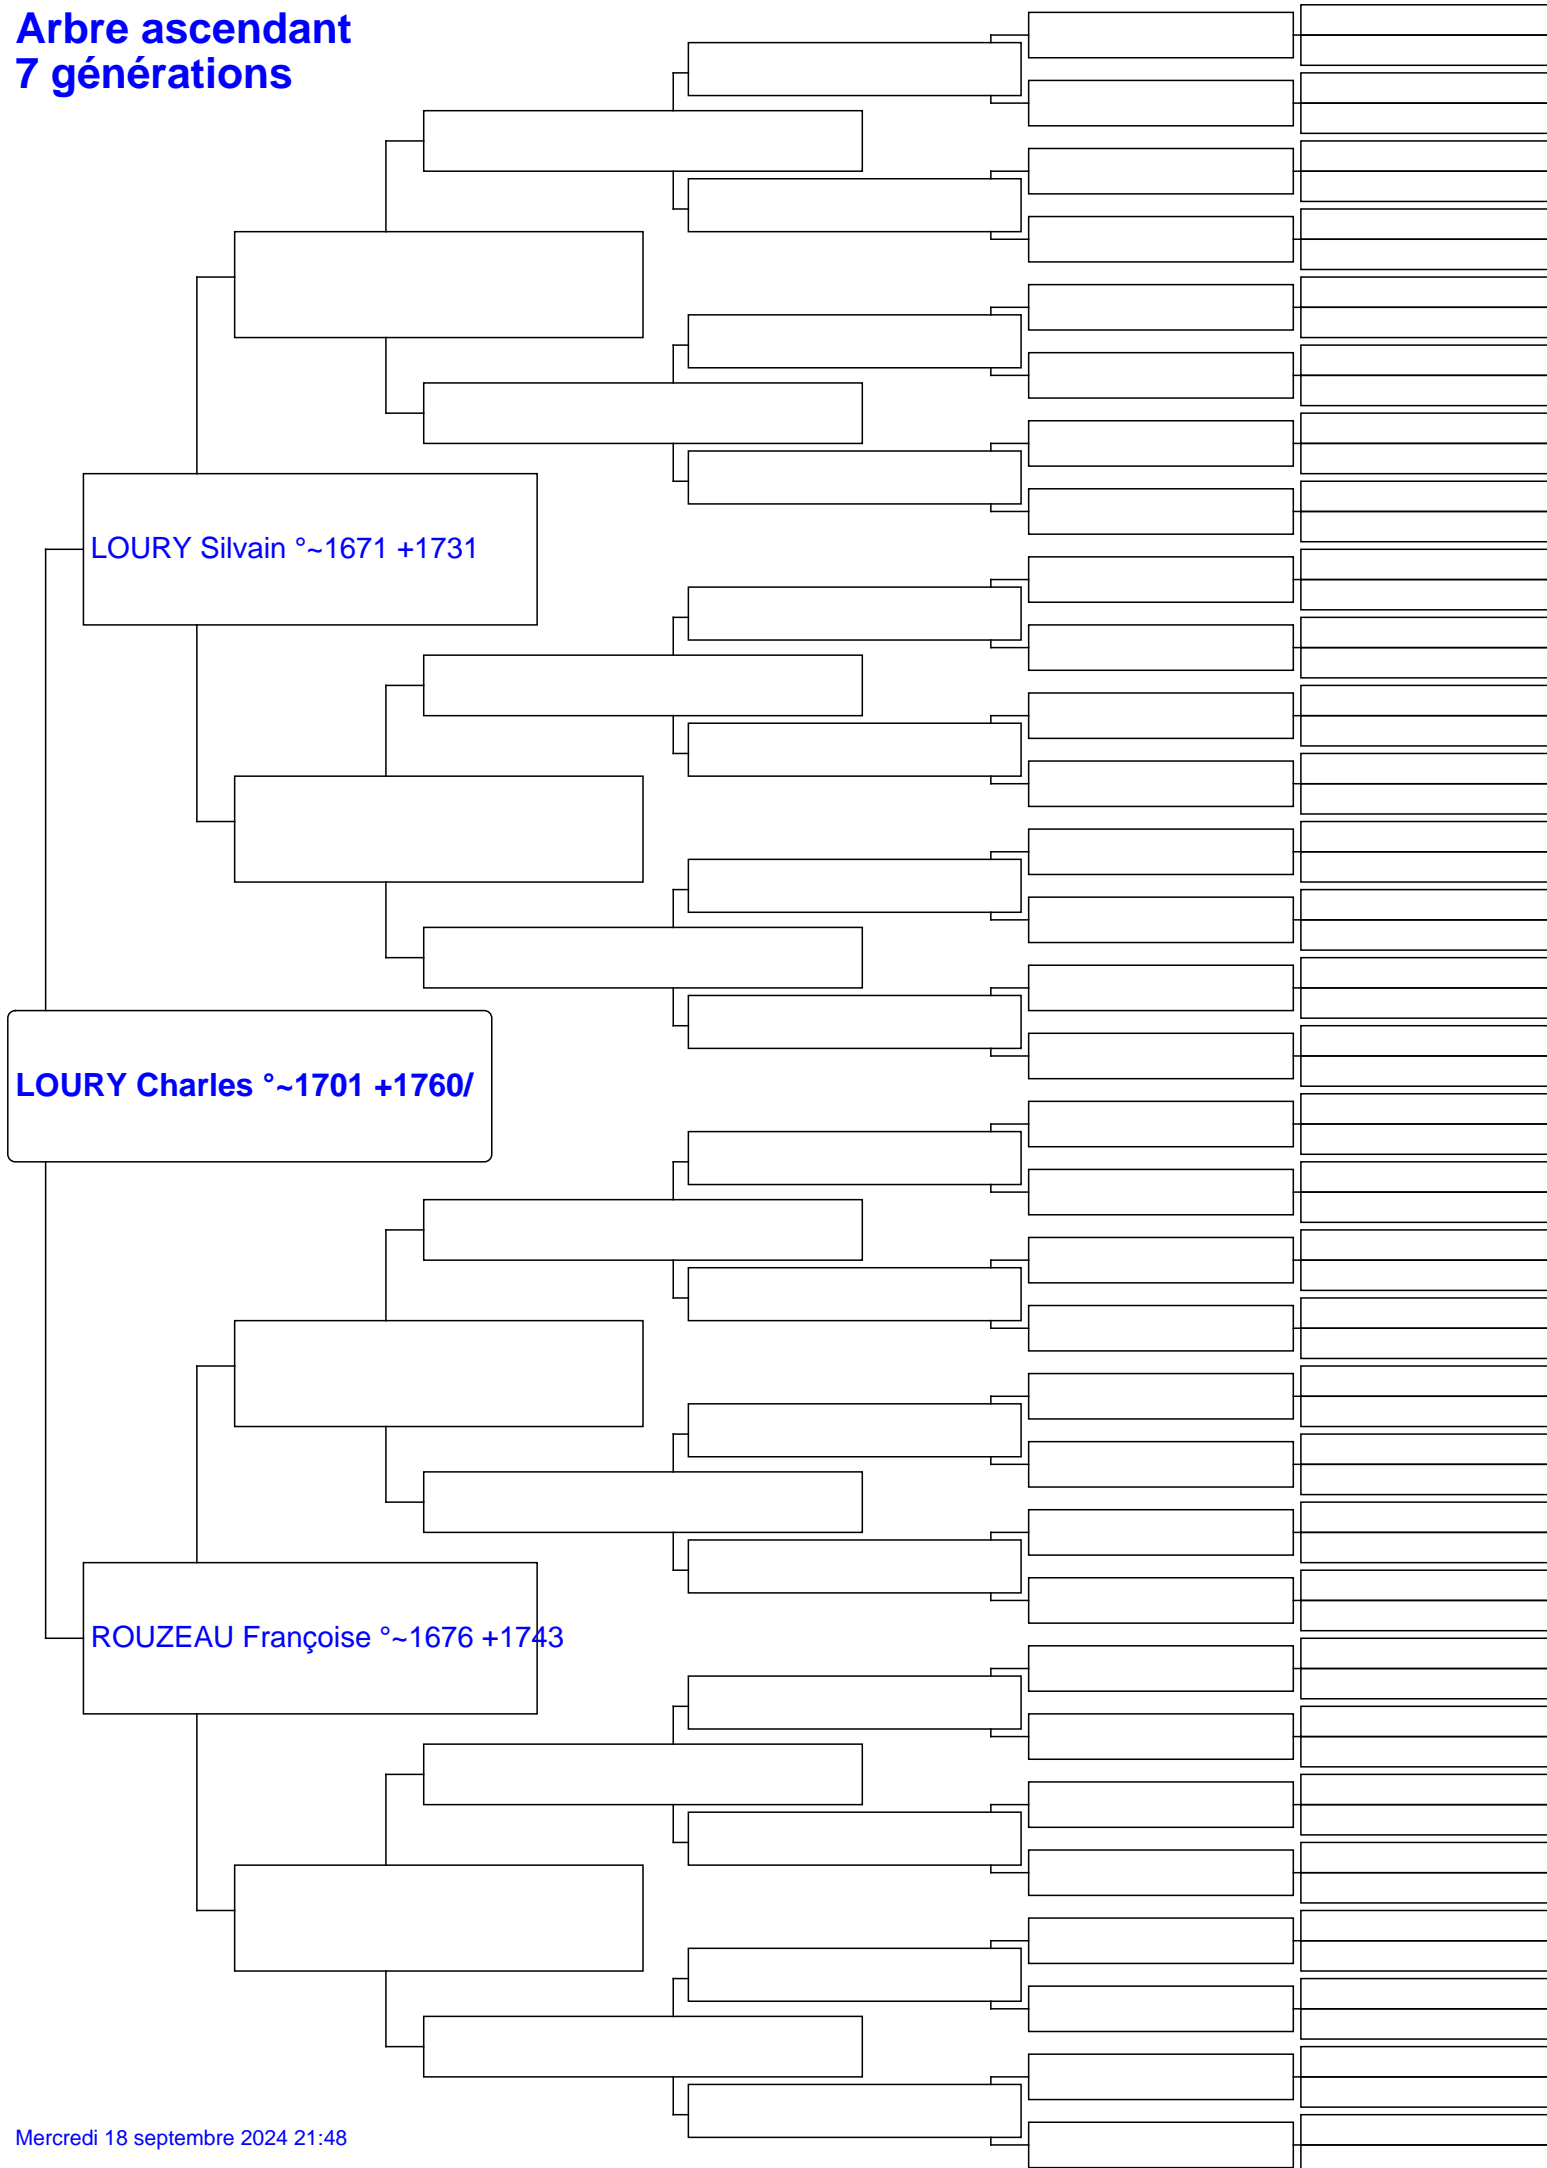 Arbre ascendant
7 générations
LOURY Silvain °~1671 +1731
LOURY Charles °~1701 +1760/
ROUZEAU Françoise °~1676 +1743
Mercredi 18 septembre 2024 21:48